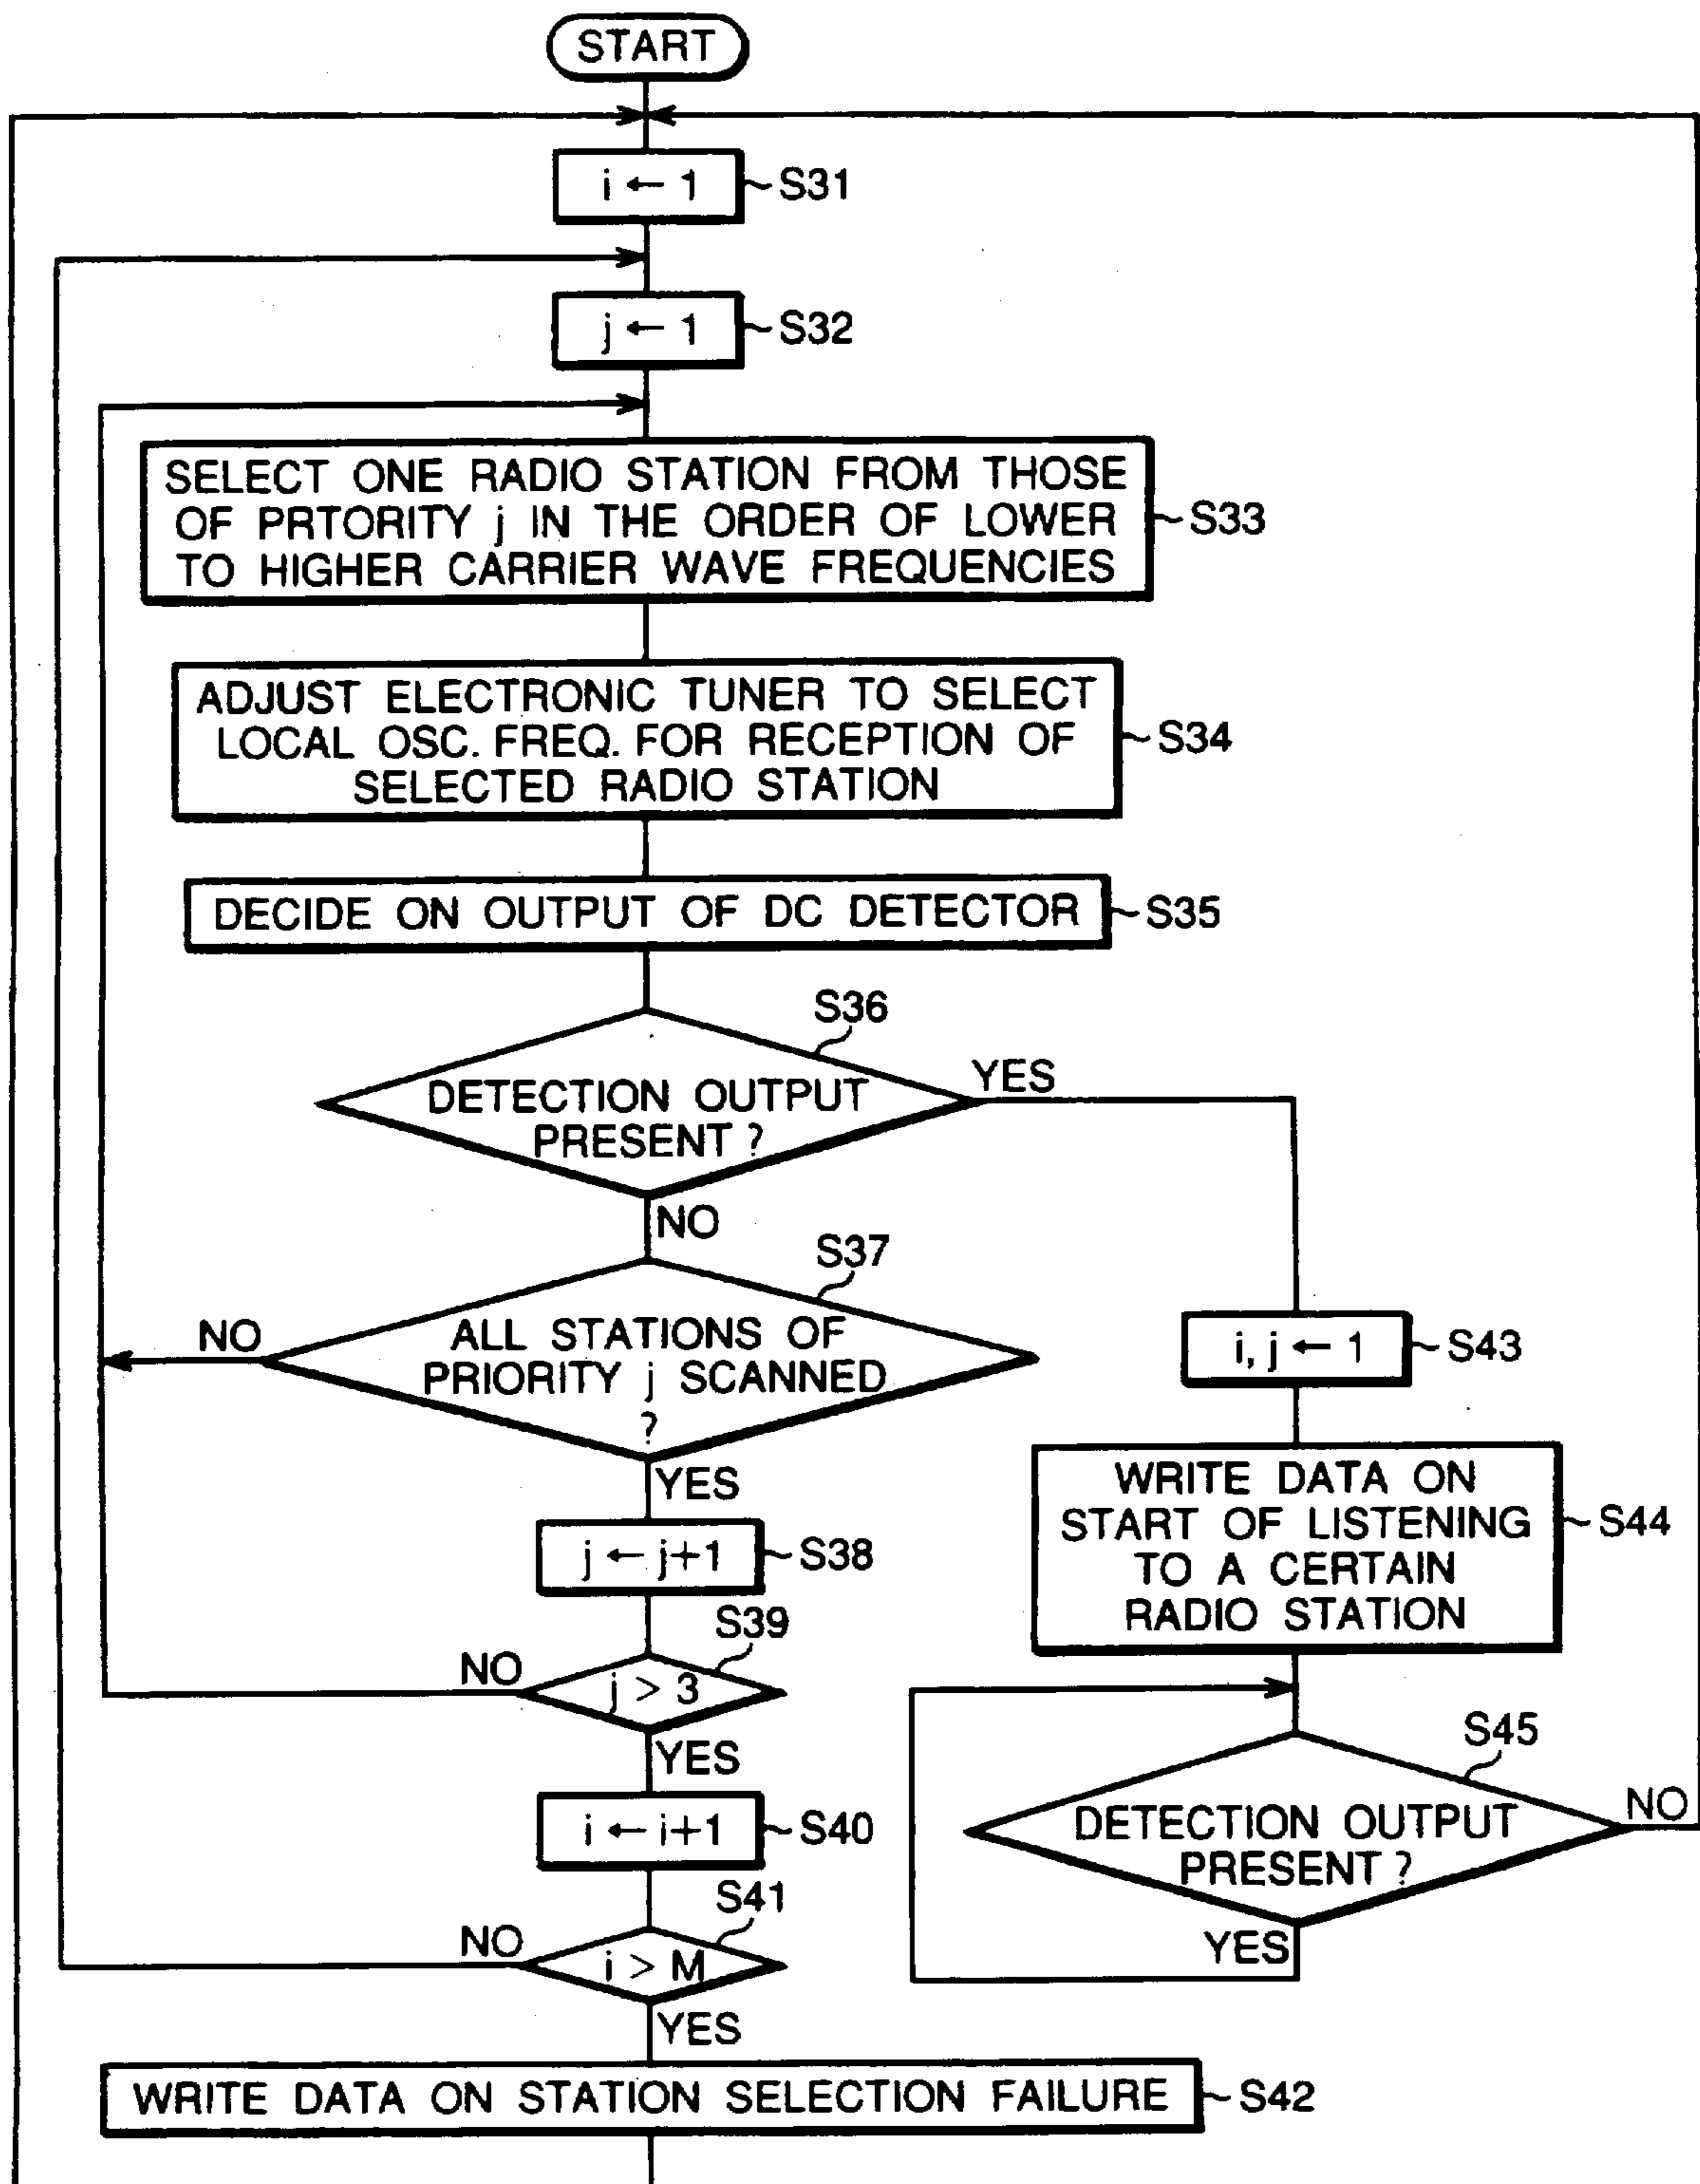 START
i ← 1 S31
j ← 1 S32
SELECT ONE RADIO STATION FROM THOSE
OF PRTORITY j IN THE ORDER OF LOWER S33
TO HIGHER CARRIER WAVE FREQUENCIES
ADJUST ELECTRONIC TUNER TO SELECT
LOCAL OSC. FREQ. FOR RECEPTION OF S34
SELECTED RADIO STATION
DECIDE ON OUTPUT OF DC DETECTOR S35
S36
DETECTION OUTPUT
PRESENT ?
YES
NO
S37
ALL STATIONS OF
PRIORITY j SCANNED
?
NO
YES
j ← j+1 S38
S39
j > 3
NO
YES
i ← i+1 S40
S41
i > M
NO
YES
WRITE DATA ON STATION SELECTION FAILURE S42
i, j ← 1 S43
WRITE DATA ON
START OF LISTENING S44
TO A CERTAIN
RADIO STATION
S45
DETECTION OUTPUT
PRESENT ?
NO
YES